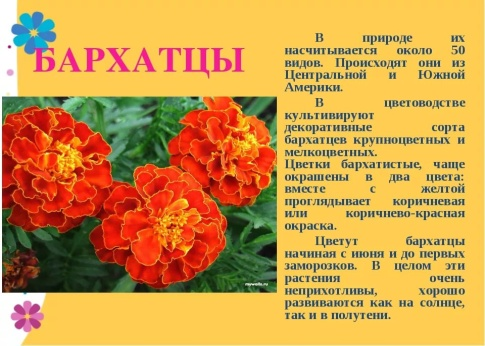 БАРХАТЦЫ
В природе их
насчитывается около 50
видов. Происходят они из
Центральной и Южной
Америки.
В цветоводстве
культивируют
декоративные сорта
бархатцев крупноцветных и
мелкоцветных.
Цветки бархатистые, чаще
окрашены в два цвета:
вместе с желтой
проглядывает коричневая
или коричнево-красная
окраска.
Цветут бархатцы
начиная с июня и до первых
заморозков. В целом эти
растения очень
неприхотливы, хорошо
развиваются как на солнце,
так и в полутени.